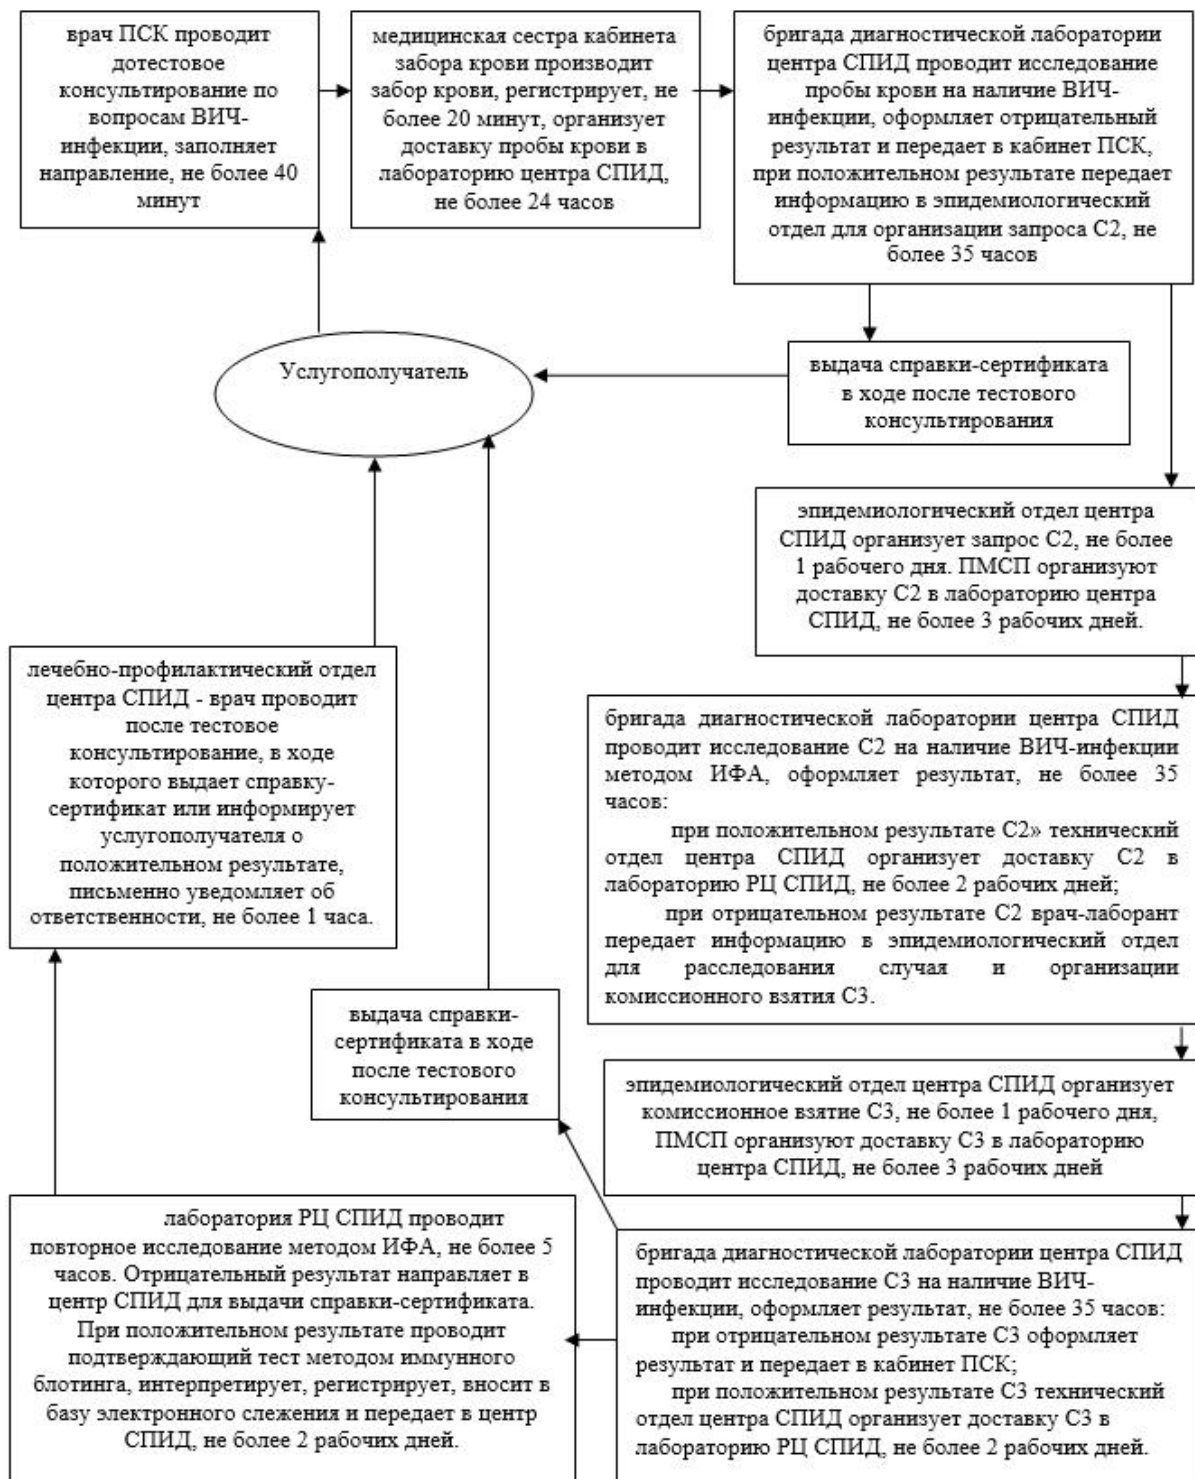 врач ПСК проводит
дотестовое
консультирование по
вопросам ВИЧ-
инфекции, заполняет
направление, не более 40
минут
медицинская сестра кабинета
забора крови производит
забор крови, регистрирует, не
более 20 минут, организует
доставку пробы крови в
лабораторию центра СПИД,
не более 24 часов
бригада диагностической лаборатории
центра СПИД проводит исследование
пробы крови на наличие ВИЧ-
инфекции, оформляет отрицательный
результат и передает в кабинет ПСК,
при положительном результате передает
информацию в эпидемиологический
отдел для организации запроса С2, не
более 35 часов
Услугополучатель
выдача справки-сертификата
в ходе после тестового
консультирования
эпидемиологический отдел центра
СПИД организует запрос С2, не более
1 рабочего дня. ПМСП организуют
доставку С2 в лабораторию центра
СПИД, не более 3 рабочих дней.
лечебно-профилактический отдел
центра СПИД - врач проводит
после тестовое
консультирование, в ходе
которого выдает справку-
сертификат или информирует
услугополучателя о
положительном результате,
письменно уведомляет об
ответственности, не более 1 часа.
бригада диагностической лаборатории центра СПИД
проводит исследование С2 на наличие ВИЧ-инфекции
методом ИФА, оформляет результат, не более 35
часов:
при положительном результате С2» технический
отдел центра СПИД организует доставку С2 в
лабораторию РЦ СПИД, не более 2 рабочих дней;
при отрицательном результате С2 врач-лаборант
передает информацию в эпидемиологический отдел
для расследования случая и организации
комиссионного взятия С3.
выдача справки-
сертификата в ходе
после тестового
консультирования
эпидемиологический отдел центра СПИД организует
комиссионное взятие С3, не более 1 рабочего дня,
ПМСП организуют доставку С3 в лабораторию
центра СПИД, не более 3 рабочих дней
лаборатория РЦ СПИД проводит
повторное исследование методом ИФА, не более 5
часов. Отрицательный результат направляет в
центр СПИД для выдачи справки-сертификата.
При положительном результате проводит
подтверждающий тест методом иммунного
блотинга, интерпретирует, регистрирует, вносит в
базу электронного слежения и передает в центр
СПИД, не более 2 рабочих дней.
бригада диагностической лаборатории центра СПИД
проводит исследование С3 на наличие ВИЧ-
инфекции, оформляет результат, не более 35 часов:
при отрицательном результате С3 оформляет
результат и передает в кабинет ПСК;
при положительном результате С3 технический
отдел центра СПИД организует доставку С3 в
лабораторию РЦ СПИД, не более 2 рабочих дней.